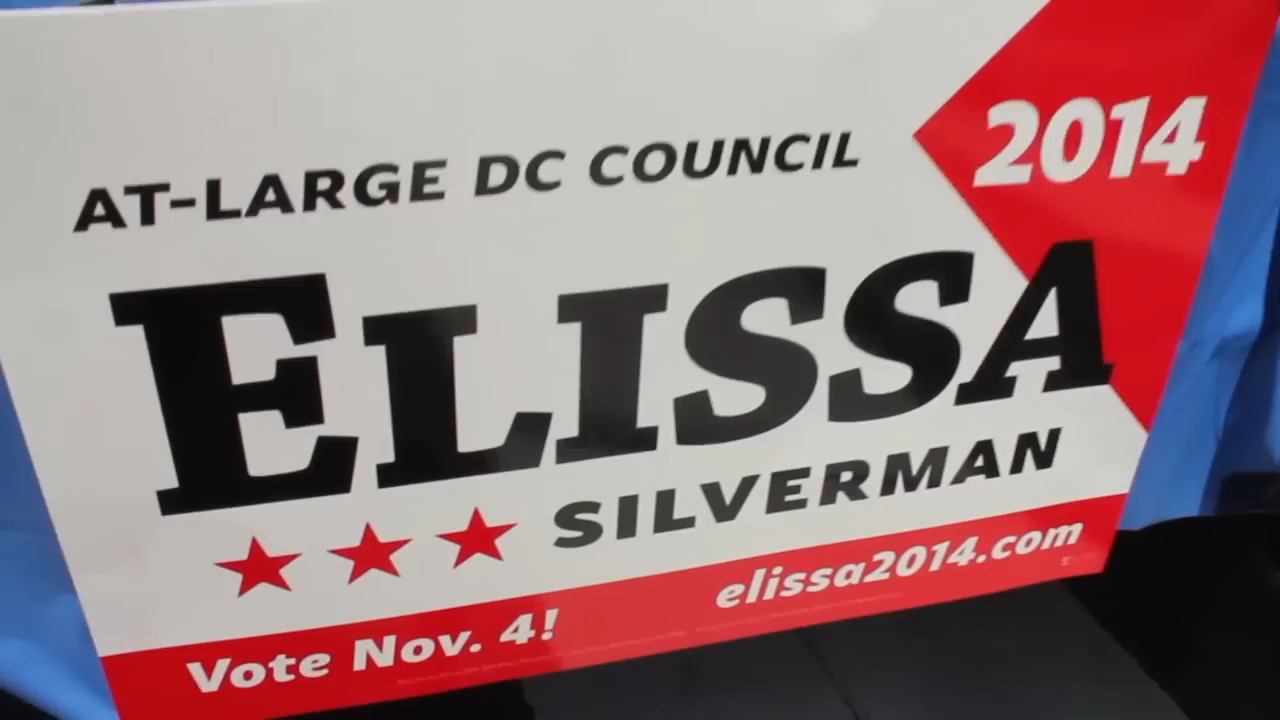 AT-LARGE DC COUNCIL
2014
ELISSA
SILVERMAN
Vote Nov. 4!
elissa2014.com